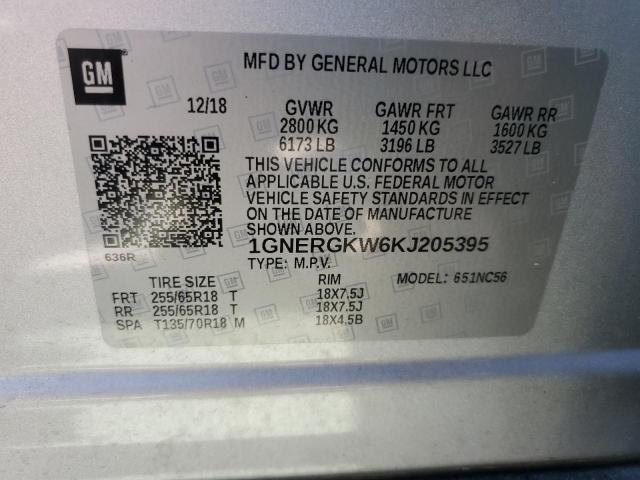 GM
MFD BY GENERAL MOTORS LLC
12/18 GVWR GAWR FRT GAWR RR
2800 KG 1450 KG 1600 KG
6173 LB 3196 LB 3527 LB
THIS VEHICLE CONFORMS TO ALL
APPLICABLE U.S. FEDERAL MOTOR
VEHICLE SAFETY STANDARDS IN EFFECT
ON THE DATE OF MANUFACTURE
SHOWN ABOVE.
1GNERGKW6KJ205395
636R
TYPE: M.P.V. MODEL: 651NC56
TIRE SIZE RIM
FRT 255/65R18 T 18X7.5J
RR 255/65R18 T 18X7.5J
SPA T135/70R18 M 18X4.5B